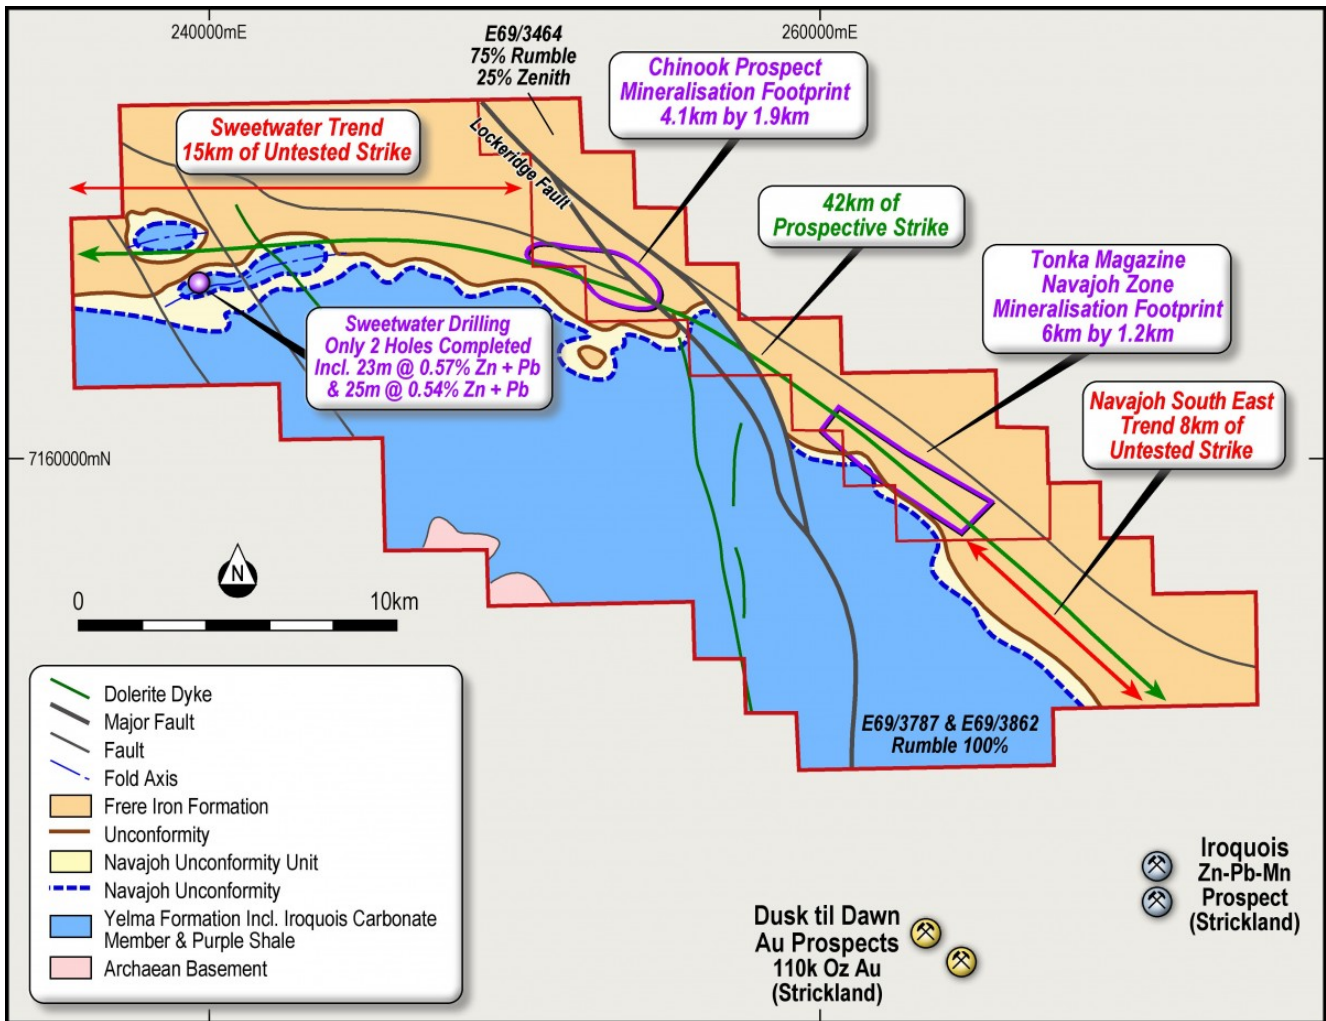 240000mE
260000mE
E69/3464
75% Rumble
25% Zenith
Chinook Prospect
Mineralisation Footprint
4.1km by 1.9km
Sweetwater Trend
15km of Untested Strike
Lockeridge Fault
42km of
Prospective Strike
Tonka Magazine
Navajoh Zone
Mineralisation Footprint
6km by 1.2km
Sweetwater Drilling
Only 2 Holes Completed
Incl. 23m @ 0.57% Zn + Pb
& 25m @ 0.54% Zn + Pb
Navajoh South East
Trend 8km of
Untested Strike
7160000mN
N
0 10km
Dolerite Dyke
Major Fault
Fault
Fold Axis
Frere Iron Formation
Unconformity
Navajoh Unconformity Unit
Navajoh Unconformity
Yelma Formation Incl. Iroquois Carbonate
Member & Purple Shale
Archaean Basement
E69/3787 & E69/3862
Rumble 100%
Iroquois
Zn-Pb-Mn
Prospect
(Strickland)
Dusk til Dawn
Au Prospects
110k Oz Au
(Strickland)